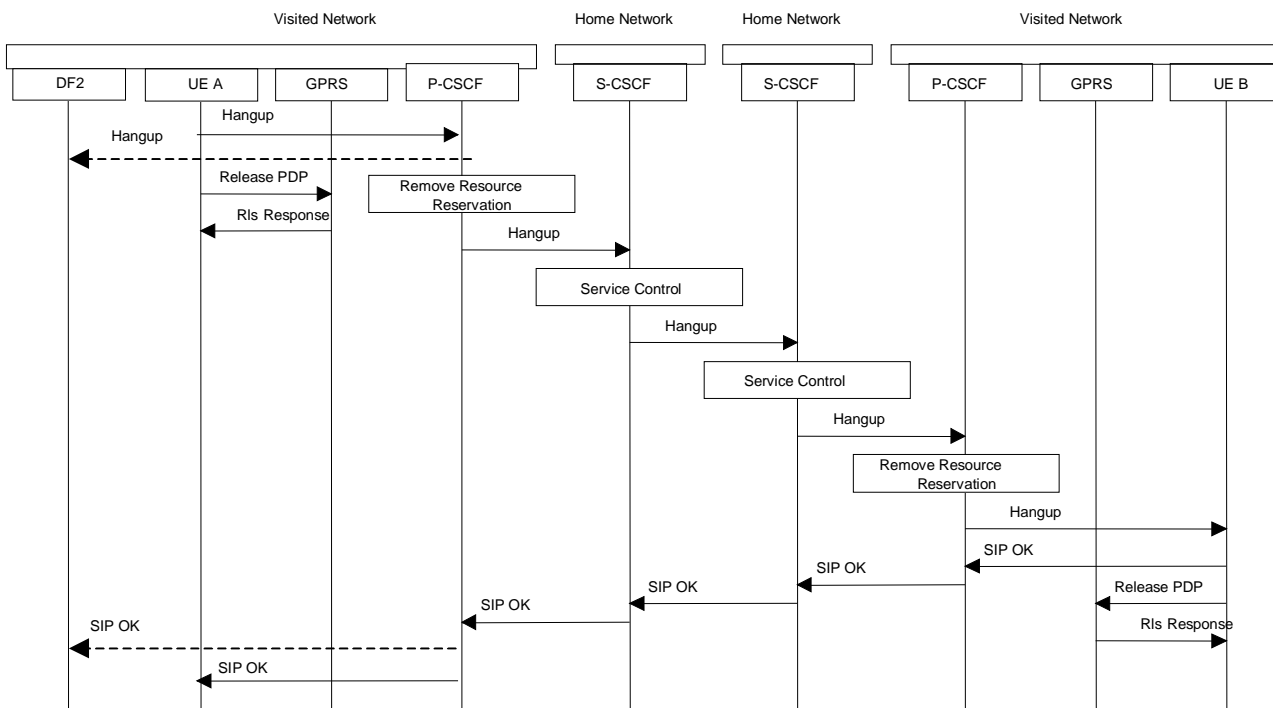 Visited Network
Home Network
Home Network
Visited Network
DF2
UE A
GPRS
P-CSCF
S-CSCF
S-CSCF
P-CSCF
GPRS
UE B
Hangup
Hangup
Release PDP
Remove Resource
Reservation
Rls Response
Hangup
Service Control
Hangup
Service Control
Hangup
Remove Resource
Reservation
Hangup
SIP OK
SIP OK
SIP OK
Release PDP
SIP OK
Rls Response
SIP OK
SIP OK